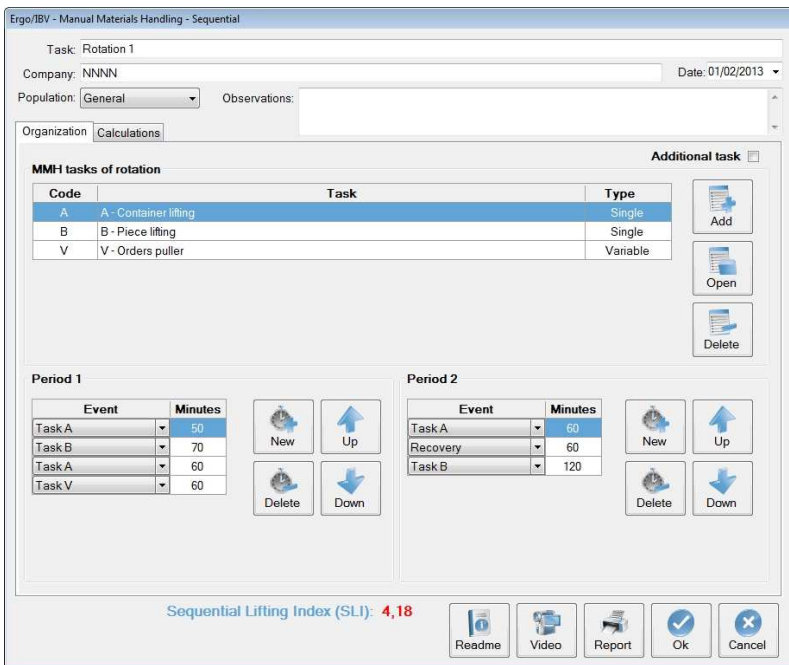 Ergo/IBV - Manual Materials Handling - Sequential
Task: Rotation 1
Company: NNNN Date: 01/02/2013
Population: General Observations:
Organization Calculations
Additional task
MMH tasks of rotation
Code Task Type
A A - Container lifting Single
B B - Piece lifting Single
V V - Orders puller Variable
Add
Open
Delete
Period 1
Event Minutes
Task A 50
Task B 70
Task A 60
Task V 60
New Up
Delete Down
Period 2
Event Minutes
Task A 60
Recovery 60
Task B 120
New Up
Delete Down
Sequential Lifting Index (SLI): 4,18
Readme Video Report Ok Cancel